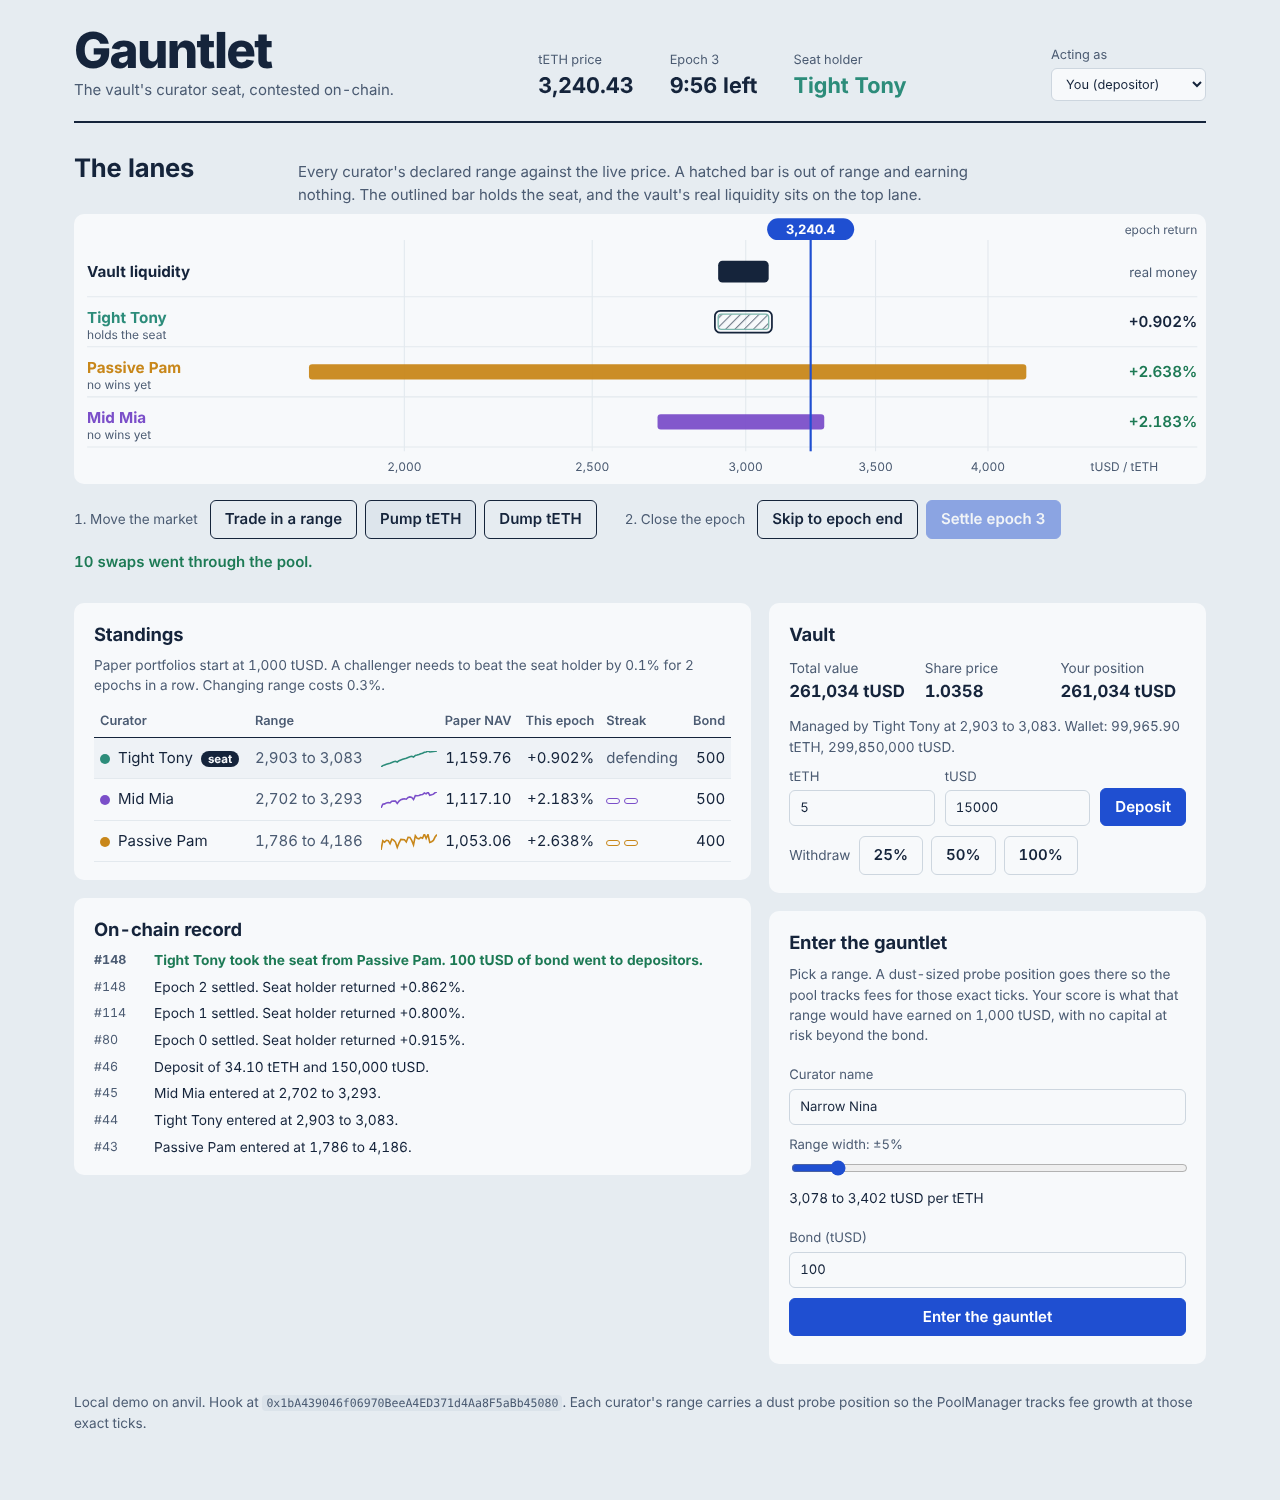 Gauntlet
The vault's curator seat, contested on-chain.
tETH price
3,240.43
Epoch 3
9:56 left
Seat holder
Tight Tony
Acting as
You (depositor)
The lanes
Every curator's declared range against the live price. A hatched bar is out of range and earning
nothing. The outlined bar holds the seat, and the vault's real liquidity sits on the top lane.
3,240.4
epoch return
Vault liquidity
real money
Tight Tony
holds the seat
+0.902%
Passive Pam
no wins yet
+2.638%
Mid Mia
no wins yet
+2.183%
2,000 2,500 3,000 3,500 4,000 tUSD / tETH
1. Move the market Trade in a range Pump tETH Dump tETH 2. Close the epoch Skip to epoch end Settle epoch 3
10 swaps went through the pool.
Standings
Paper portfolios start at 1,000 tUSD. A challenger needs to beat the seat holder by 0.1% for 2
epochs in a row. Changing range costs 0.3%.
Curator Range Paper NAV This epoch Streak Bond
Tight Tony seat 2,903 to 3,083 1,159.76 +0.902% defending 500
Mid Mia 2,702 to 3,293 1,117.10 +2.183% 500
Passive Pam 1,786 to 4,186 1,053.06 +2.638% 400
On-chain record
#148 Tight Tony took the seat from Passive Pam. 100 tUSD of bond went to depositors.
#148 Epoch 2 settled. Seat holder returned +0.862%.
#114 Epoch 1 settled. Seat holder returned +0.800%.
#80 Epoch 0 settled. Seat holder returned +0.915%.
#46 Deposit of 34.10 tETH and 150,000 tUSD.
#45 Mid Mia entered at 2,702 to 3,293.
#44 Tight Tony entered at 2,903 to 3,083.
#43 Passive Pam entered at 1,786 to 4,186.
Vault
Total value Share price Your position
261,034 tUSD 1.0358 261,034 tUSD
Managed by Tight Tony at 2,903 to 3,083. Wallet: 99,965.90
tETH, 299,850,000 tUSD.
tETH tUSD
5 15000 Deposit
Withdraw 25% 50% 100%
Enter the gauntlet
Pick a range. A dust-sized probe position goes there so the
pool tracks fees for those exact ticks. Your score is what that
range would have earned on 1,000 tUSD, with no capital at
risk beyond the bond.
Curator name
Narrow Nina
Range width: ±5%
3,078 to 3,402 tUSD per tETH
Bond (tUSD)
100
Enter the gauntlet
Local demo on anvil. Hook at 0x1bA439046f06970BeeA4ED371d4Aa8F5aBb45080. Each curator's range carries a dust probe position so the PoolManager tracks fee growth at those
exact ticks.